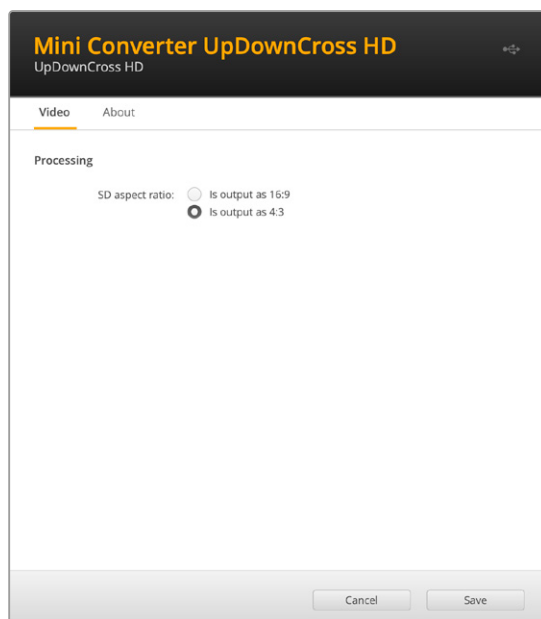 Mini Converter UpDownCross HD
UpDownCross HD
Video About
Processing
SD aspect ratio: Is output as 16:9
Is output as 4:3
Cancel Save